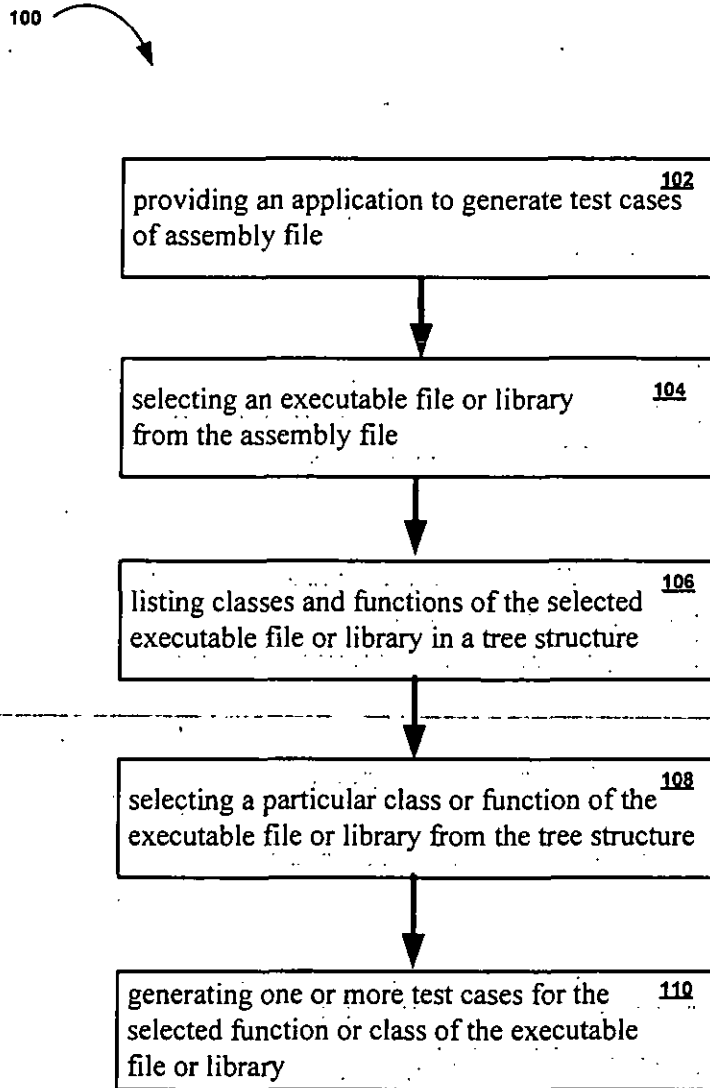 100
102
providing an application to generate test cases
of assembly file
selecting an executable file or library 104
from the assembly file
106
listing classes and functions of the selected
executable file or library in a tree structure
108
selecting a particular class or function of the
executable file or library from the tree structure
generating one or more test cases for the 110
selected function or class of the executable
file or library